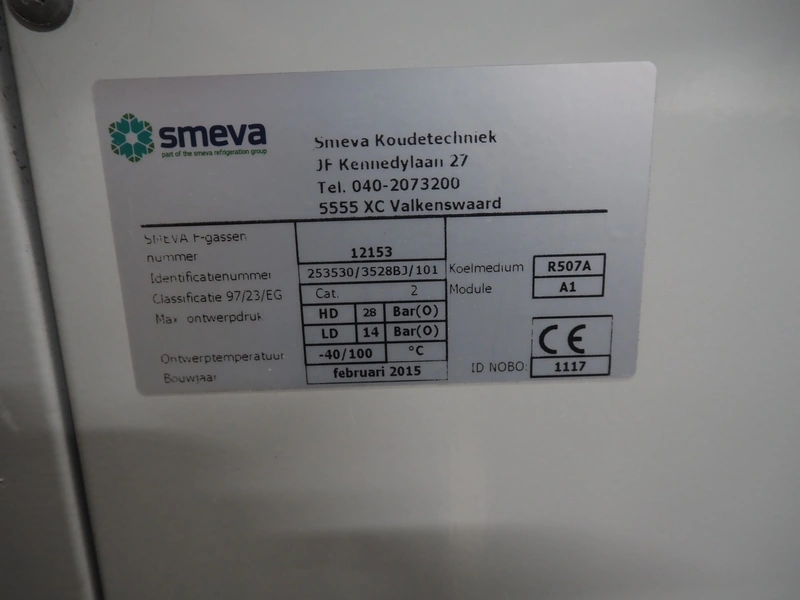 smeva
part of the smeva refrigeration group
Smeva Koudetechniek
JF Kennedylaan 27
Tel. 040-2073200
5555 XC Valkenswaard
SMEVA F-gassen
nummer 12153
Identificatienummer 253530/3528BJ/101 Koelmedium R507A
Classificatie 97/23/EG Cat. 2 Module A1
Max ontwerpdruk HD 28 Bar(O)
LD 14 Bar(O)
Ontwerptemperatuur -40/100 °C CE
Bouwjaar februari 2015 ID NOBO: 1117